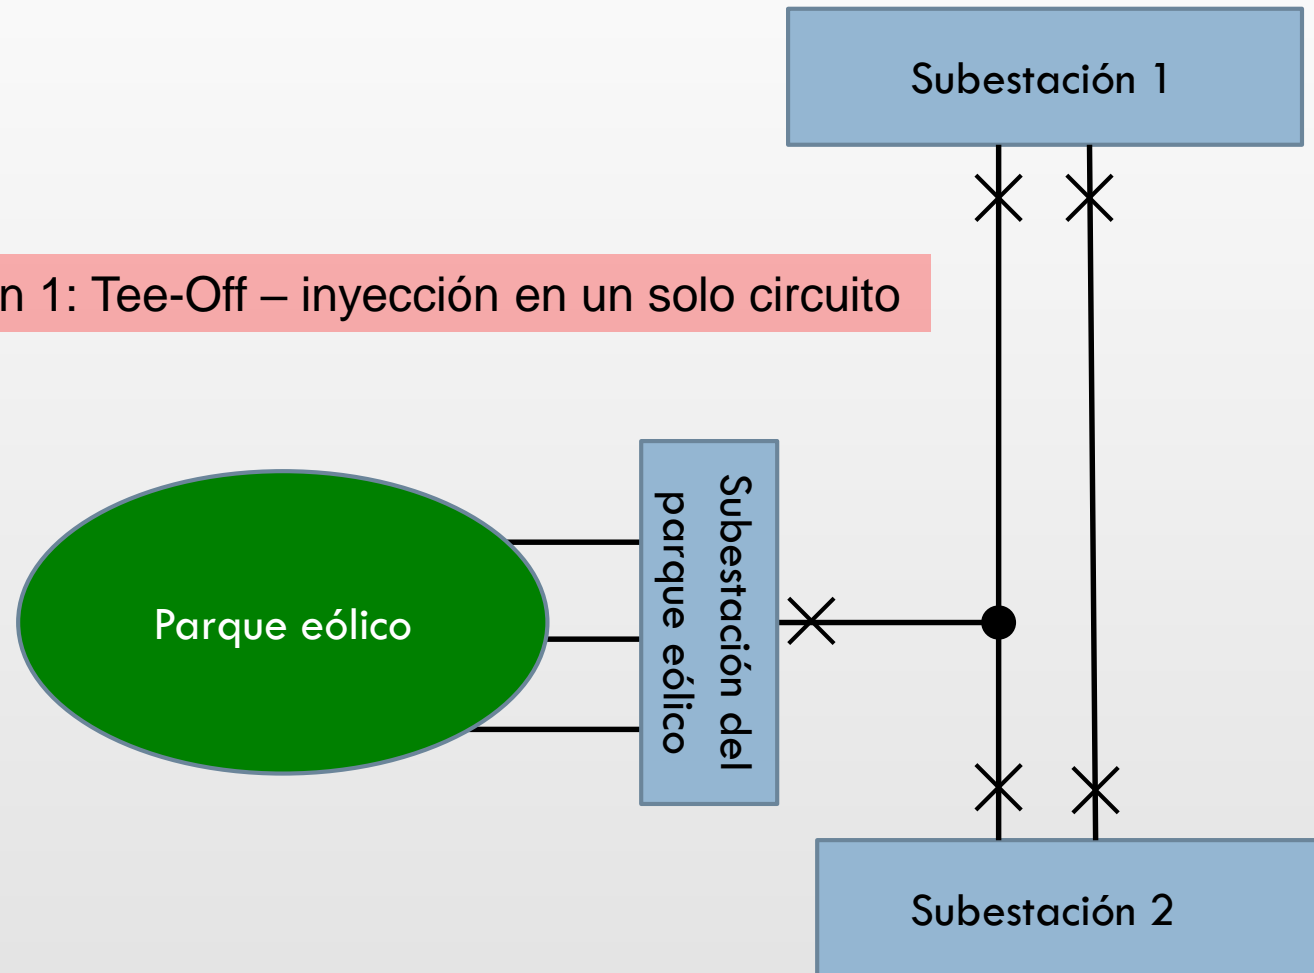 Subestación 1
n 1: Tee-Off – inyección en un solo circuito
Parque eólico
Subestación del
parque eólico
Subestación 2